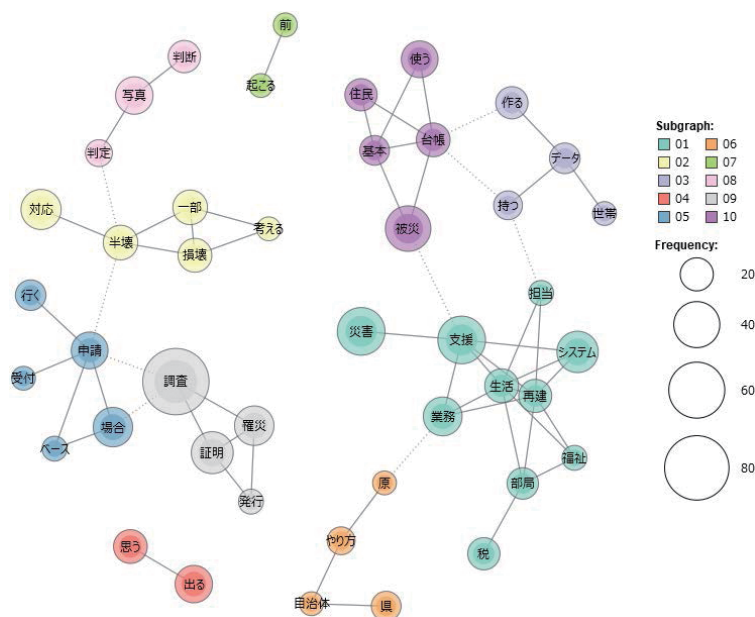 前
起こる
判断
写真
判定
対応
一部
考える
半壊
損壊
行く
申請
受付
場合
ベース
調査
罹災
証明
発行
思う
出る
使う
住民
基本
台帳
被災
作る
データ
持つ
世帯
担当
災害
支援
システム
生活
再建
業務
福祉
部局
税
原
やり方
自治体
県
Subgraph:
01 06
02 07
03 08
04 09
05 10
Frequency:
20
40
60
80